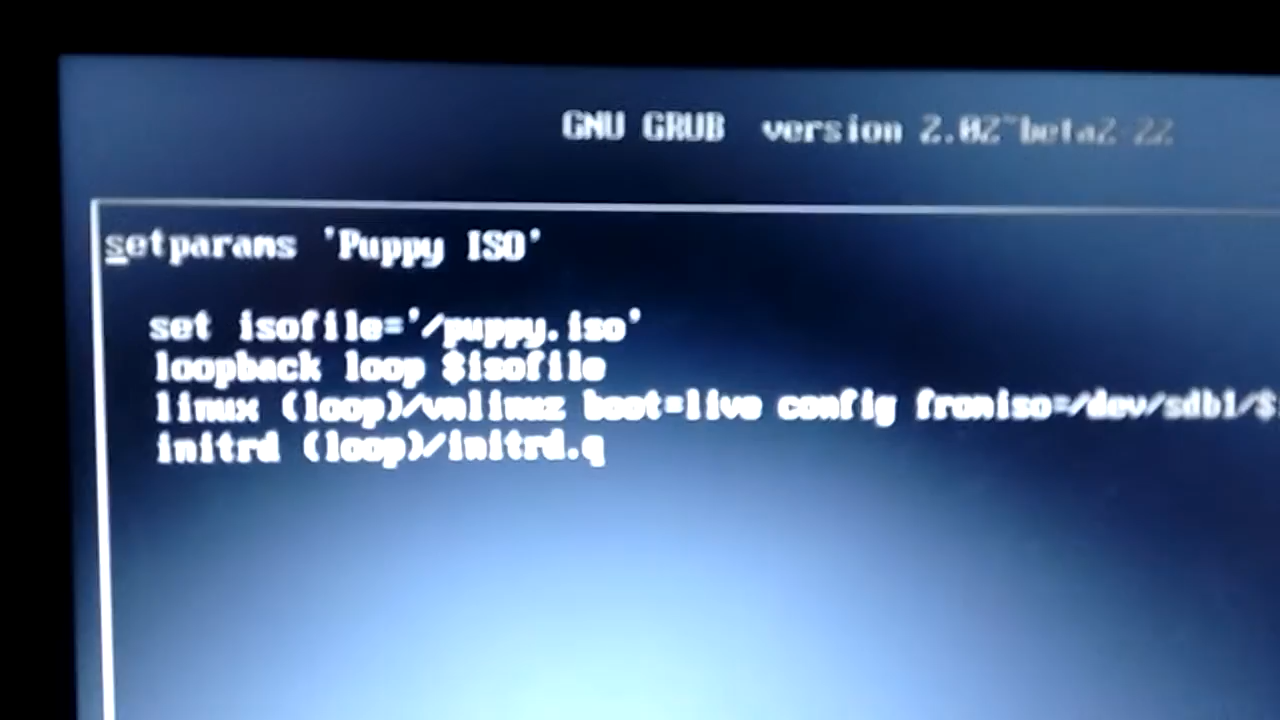 GNU GRUB version 2.02~beta2-22
setparams 'Puppy ISO'
set isofile='/puppy.iso'
loopback loop $isofile
linux (loop)/vmlinuz boot=live config fromiso=/dev/sdb1/$
initrd (loop)/initrd.q